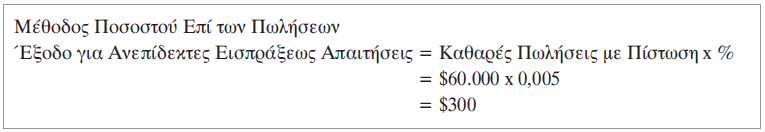 Μέθοδος Ποσοστού Επί των Πωλήσεων
Έξοδο για Ανεπίδεκτες Εισπράξεως Απαιτήσεις = Καθαρές Πωλήσεις με Πίστωση x %
= $60.000 x 0,005
= $300